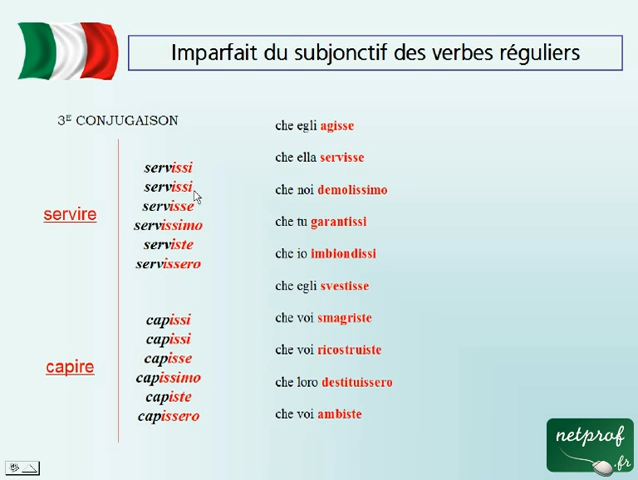 Imparfait du subjonctif des verbes réguliers
3E CONJUGAISON
servire
servissi
servissi
servisse
servissimo
serviste
servissero
capire
capissi
capissi
capisse
capissimo
capiste
capissero
che egli agisse
che ella servisse
che noi demolissimo
che tu garantissi
che io imbiondissi
che egli svestisse
che voi smagriste
che voi ricostruiste
che loro destituissero
che voi ambiste
netprof
.fr